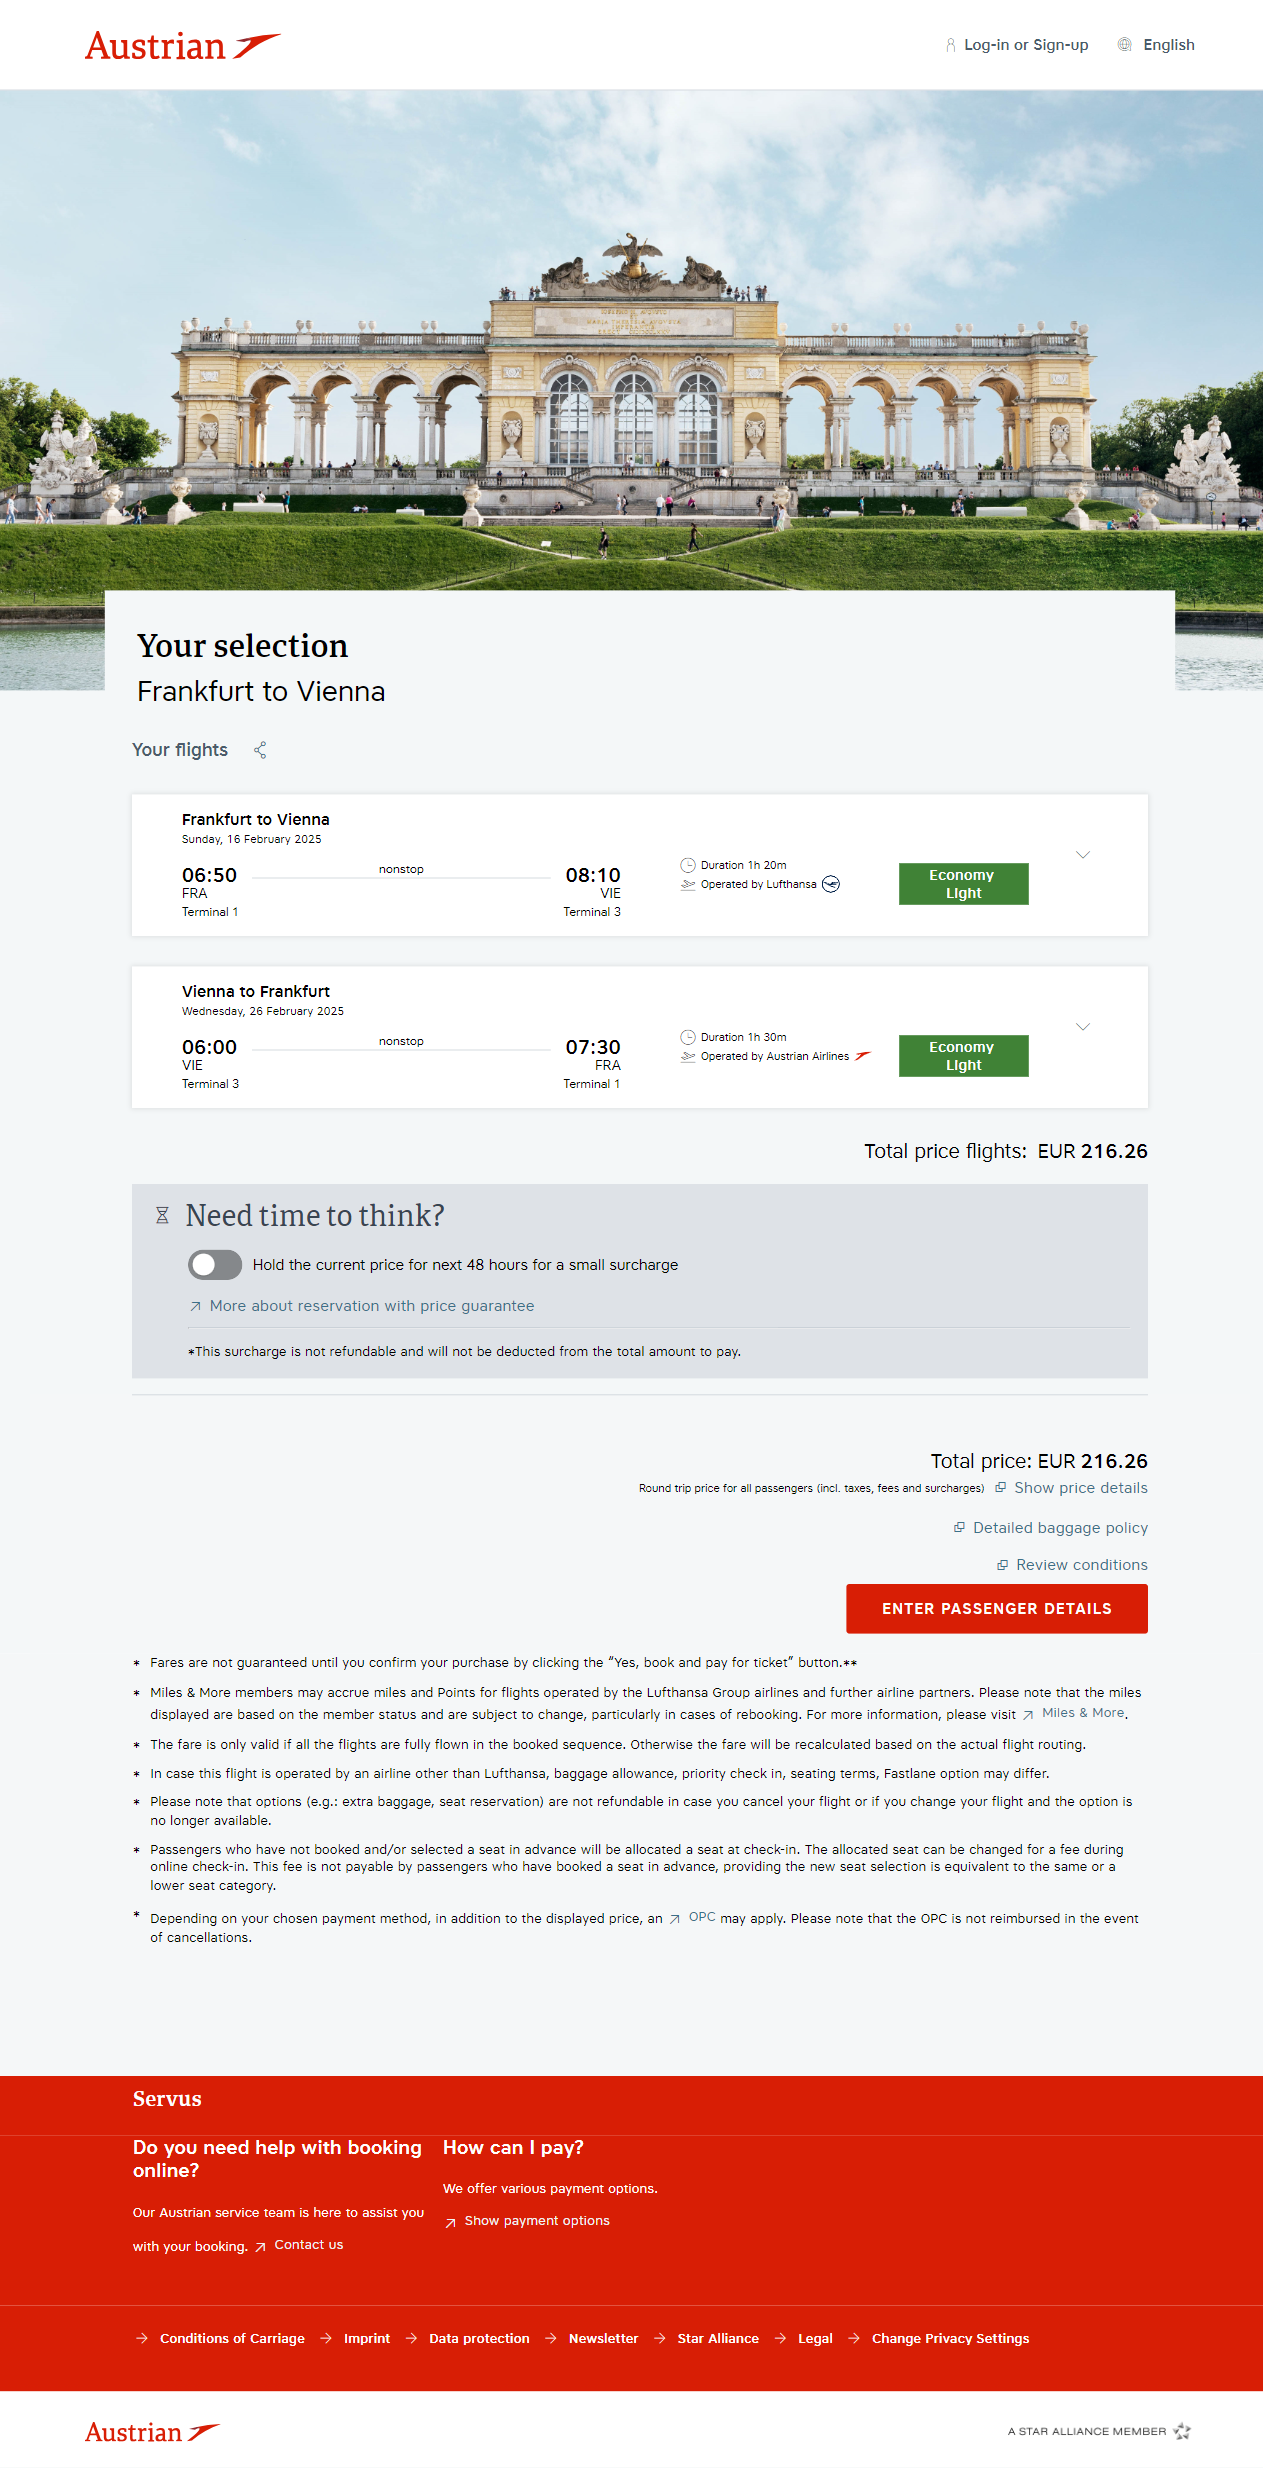 Austrian
Log-in or Sign-up
English
Your selection
Frankfurt to Vienna
Your flights
Frankfurt to Vienna
Sunday, 16 February 2025
06:50
nonstop
08:10
FRA
VIE
Terminal 1
Terminal 3
Duration 1h 20m
Operated by Lufthansa
Economy
Light
Vienna to Frankfurt
Wednesday, 26 February 2025
06:00
nonstop
07:30
VIE
FRA
Terminal 3
Terminal 1
Duration 1h 30m
Operated by Austrian Airlines
Economy
Light
Total price flights: EUR 216.26
Need time to think?
Hold the current price for next 48 hours for a small surcharge
More about reservation with price guarantee
*This surcharge is not refundable and will not be deducted from the total amount to pay.
Total price: EUR 216.26
Round trip price for all passengers (incl. taxes, fees and surcharges) Show price details
Detailed baggage policy
Review conditions
ENTER PASSENGER DETAILS
* Fares are not guaranteed until you confirm your purchase by clicking the “Yes, book and pay for ticket” button.**
* Miles & More members may accrue miles and Points for flights operated by the Lufthansa Group airlines and further airline partners. Please note that the miles
displayed are based on the member status and are subject to change, particularly in cases of rebooking. For more information, please visit Miles & More.
* The fare is only valid if all the flights are fully flown in the booked sequence. Otherwise the fare will be recalculated based on the actual flight routing.
* In case this flight is operated by an airline other than Lufthansa, baggage allowance, priority check in, seating terms, Fastlane option may differ.
* Please note that options (e.g.: extra baggage, seat reservation) are not refundable in case you cancel your flight or if you change your flight and the option is
no longer available.
* Passengers who have not booked and/or selected a seat in advance will be allocated a seat at check-in. The allocated seat can be changed for a fee during
online check-in. This fee is not payable by passengers who have booked a seat in advance, providing the new seat selection is equivalent to the same or a
lower seat category.
* Depending on your chosen payment method, in addition to the displayed price, an OPC may apply. Please note that the OPC is not reimbursed in the event
of cancellations.
Servus
Do you need help with booking
online?
Our Austrian service team is here to assist you
with your booking. Contact us
How can I pay?
We offer various payment options.
Show payment options
Conditions of Carriage
Imprint
Data protection
Newsletter
Star Alliance
Legal
Change Privacy Settings
Austrian
A STAR ALLIANCE MEMBER